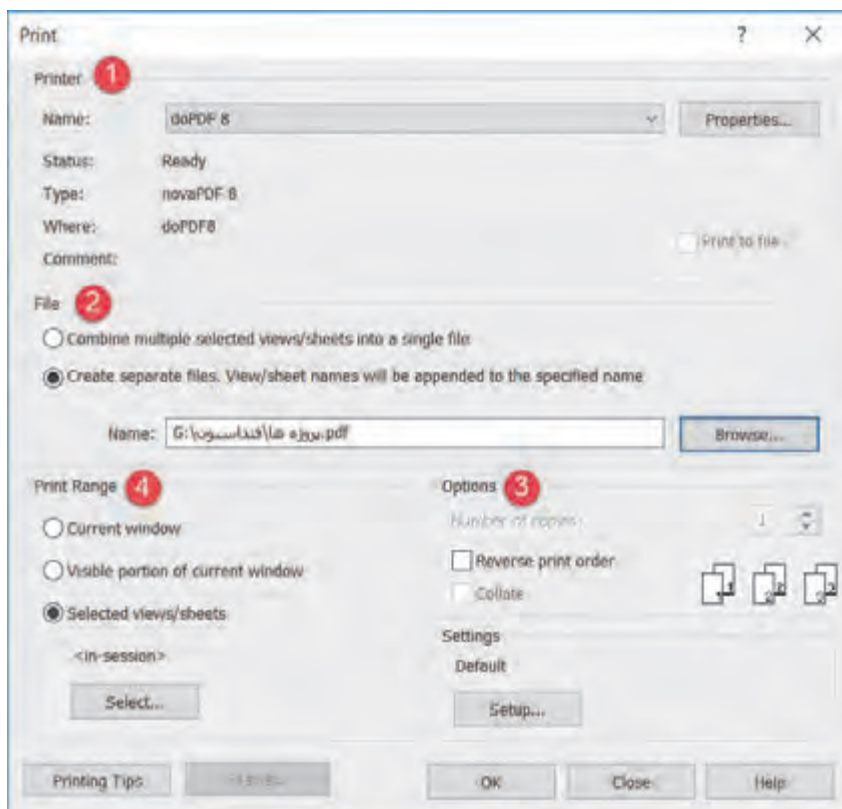 Print
Printer 1
Name: doPDF 8 Properties...
Status: Ready
Type: novaPDF 8
Where: doPDF8
Print to file
Comment:
File 2
Combine multiple selected views/sheets into a single file
Create separate files. View/sheet names will be appended to the specified name
Name: G:\پروژه ها\فنداسیون.pdf Browse...
Print Range 4
Current window
Visible portion of current window
Selected views/sheets
<in-session>
Select...
Options 3
Number of copies: 1
Reverse print order
Collate
Settings
Default
Setup...
Printing Tips OK Close Help